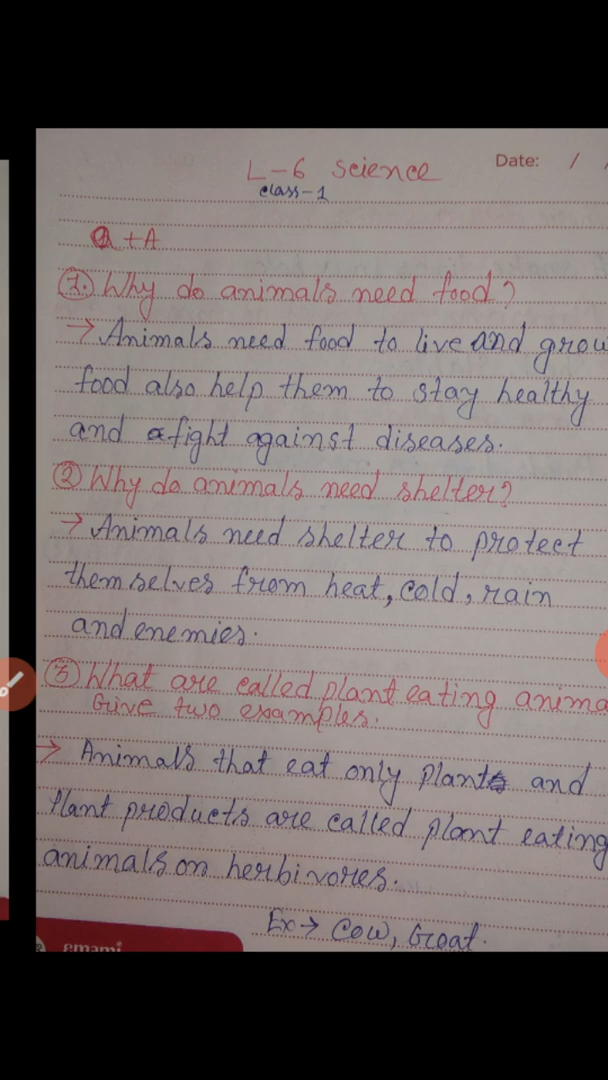 L-6 Science
Date: / /
class-1
Q+A
1. Why do animals need food?
→ Animals need food to live and grow
food also help them to stay healthy
and fight against diseases.
2 Why do animals need shelter?
→ Animals need shelter to protect
themselves from heat, cold, rain
and enemies.
3 What are called plant eating anima
Give two examples.
→ Animals that eat only plants and
Plant products are called plant eating
animals or herbivores.
Ex → Cow, Goat.
emami